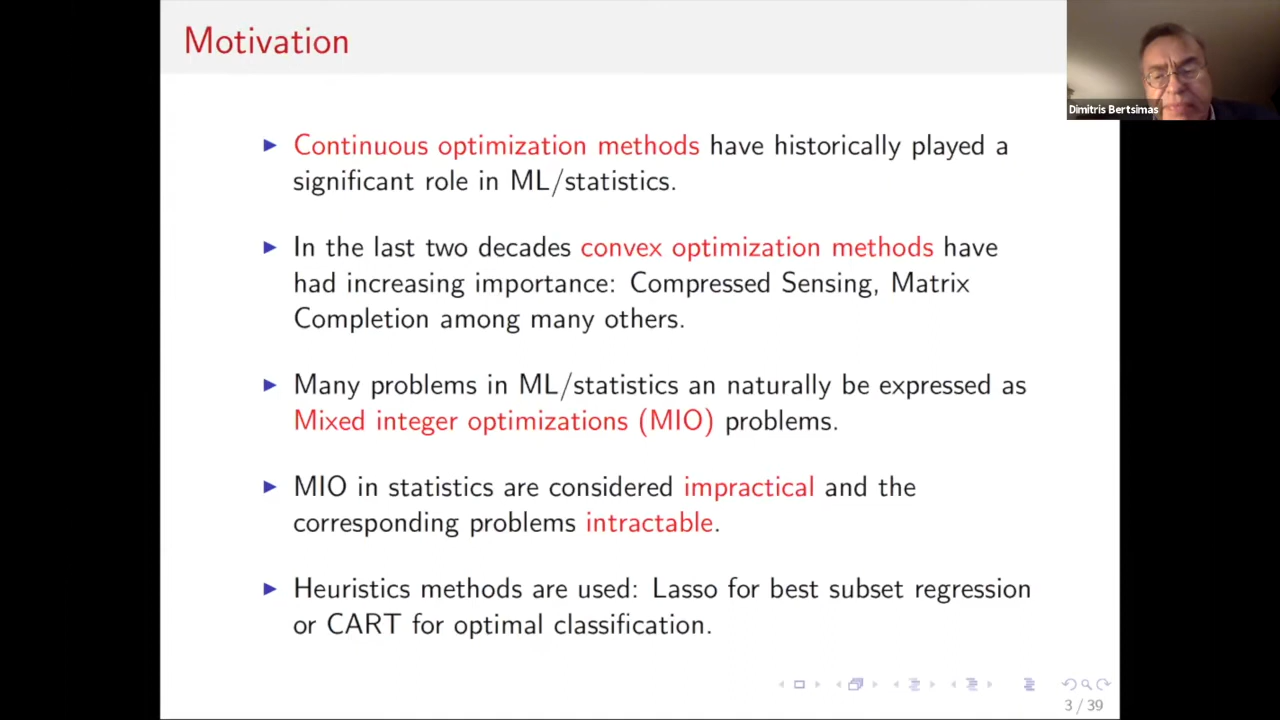 Motivation
Dimitris Bertsimas
▶ Continuous optimization methods have historically played a
significant role in ML/statistics.
▶ In the last two decades convex optimization methods have
had increasing importance: Compressed Sensing, Matrix
Completion among many others.
▶ Many problems in ML/statistics an naturally be expressed as
Mixed integer optimizations (MIO) problems.
▶ MIO in statistics are considered impractical and the
corresponding problems intractable.
▶ Heuristics methods are used: Lasso for best subset regression
or CART for optimal classification.
3 / 39